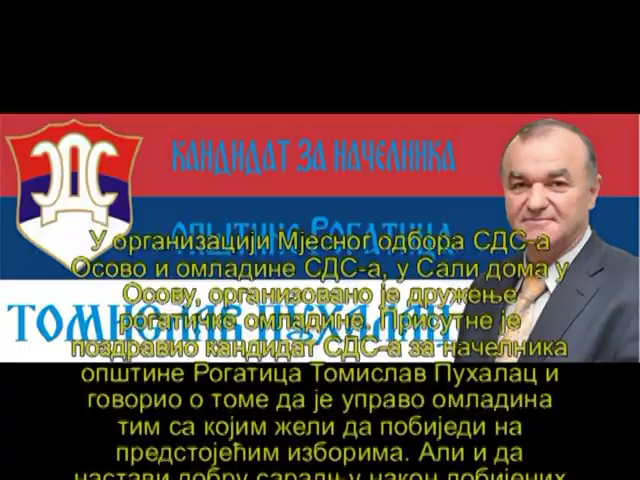 СДС
КАНДИДАТ ЗА НАЧЕЛНИКА
ОПШТИНЕ РОГАТИЦА
ТОМИСЛАВ ПУХАЛАЦ
У организацији Мјесног одбора СДС-а
Осово и омладине СДС-а, у Сали дома у
Осову, организовано је дружење
рогатичке омладине. Присутне је
поздравио кандидат СДС-а за начелника
општине Рогатица Томислав Пухалац и
говорио о томе да је управо омладина
тим са којим жели да побиједи на
предстојећим изборима. Али и да
настави добру сарадњу након добијених